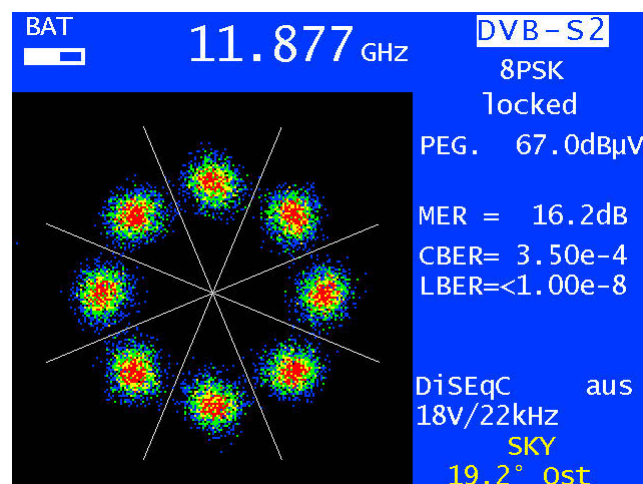 BAT
11.877 GHz
DVB-S2
8PSK
locked
PEG. 67.0dBµV
MER = 16.2dB
CBER= 3.50e-4
LBER=<1.00e-8
DiSEqC aus
18V/22kHz
SKY
19.2° Ost